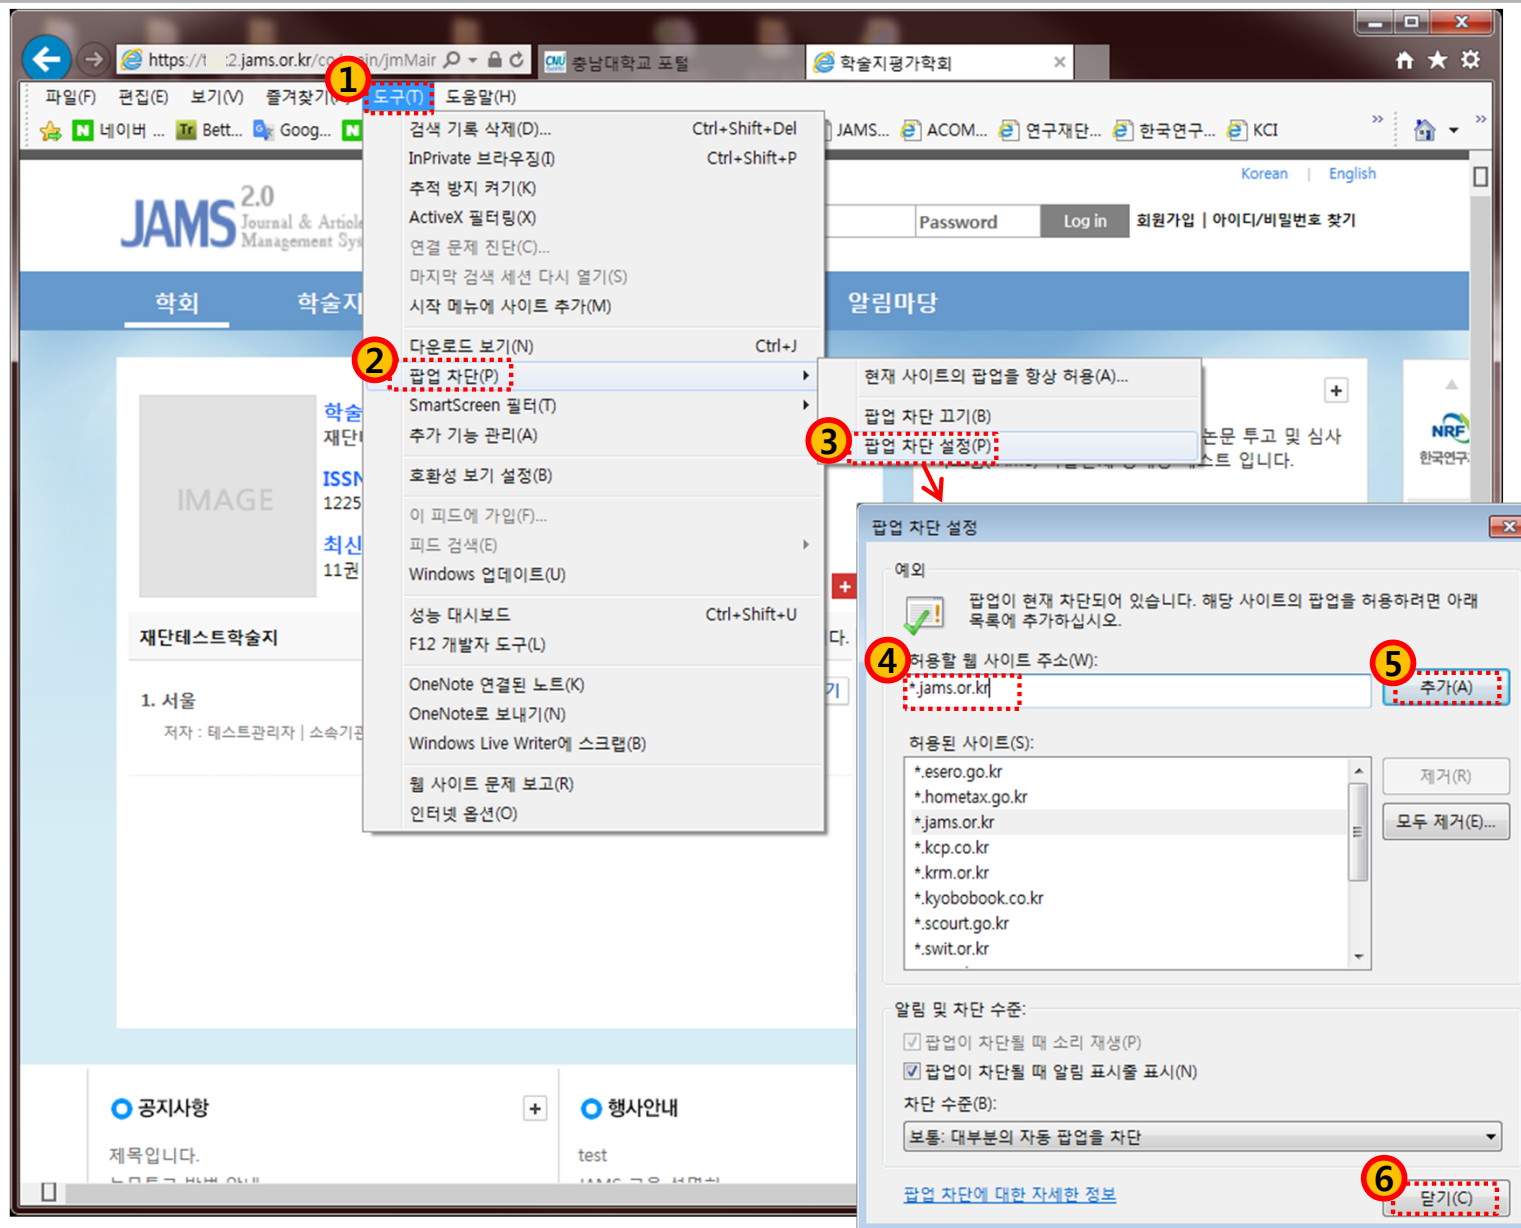 https://t 2.jams.or.kr/co in/jmMair
충남대학교 포털
학술지평가학회
1
파일(F) 편집(E) 보기(V) 즐겨찾기 도구(T) 도움말(H)
네이버 ... Bett... Goog... JAMS... ACOM... 연구재단... 한국연구... KCI
검색 기록 삭제(D)... Ctrl+Shift+Del
InPrivate 브라우징(I) Ctrl+Shift+P
추적 방지 켜기(K)
ActiveX 필터링(X)
연결 문제 진단(C)...
마지막 검색 세션 다시 열기(S)
시작 메뉴에 사이트 추가(M)
다운로드 보기(N) Ctrl+J
2
팝업 차단(P)
SmartScreen 필터(T)
추가 기능 관리(A)
호환성 보기 설정(B)
이 피드에 가입(F)...
피드 검색(E)
Windows 업데이트(U)
성능 대시보드 Ctrl+Shift+U
F12 개발자 도구(L)
OneNote 연결된 노트(K)
OneNote로 보내기(N)
Windows Live Writer에 스크랩(B)
웹 사이트 문제 보고(R)
인터넷 옵션(O)
현재 사이트의 팝업을 항상 허용(A)...
팝업 차단 끄기(B)
3
팝업 차단 설정(P)
Korean | English
JAMS 2.0
Journal & Article
Management Sys
Password Log in 회원가입 | 아이디/비밀번호 찾기
학회 학술지 알림마당
IMAGE
학술
재단
ISSN
1225
최신
11권
논문 투고 및 심사
스트 입니다.
NRF
한국연구
재단테스트학술지
다.
1. 서울
기
저자 : 테스트관리자 | 소속기관
공지사항
제목입니다.
행사안내
test
팝업 차단 설정
예외
팝업이 현재 차단되어 있습니다. 해당 사이트의 팝업을 허용하려면 아래
목록에 추가하십시오.
4
허용할 웹 사이트 주소(W):
*.jams.or.kr
5
추가(A)
허용된 사이트(S):
*.esero.go.kr
*.hometax.go.kr
*.jams.or.kr
*.kcp.co.kr
*.krm.or.kr
*.kyobobook.co.kr
*.scourt.go.kr
*.swit.or.kr
제거(R)
모두 제거(E)...
알림 및 차단 수준:
팝업이 차단될 때 소리 재생(P)
팝업이 차단될 때 알림 표시줄 표시(N)
차단 수준(B):
보통: 대부분의 자동 팝업을 차단
팝업 차단에 대한 자세한 정보
6
닫기(C)